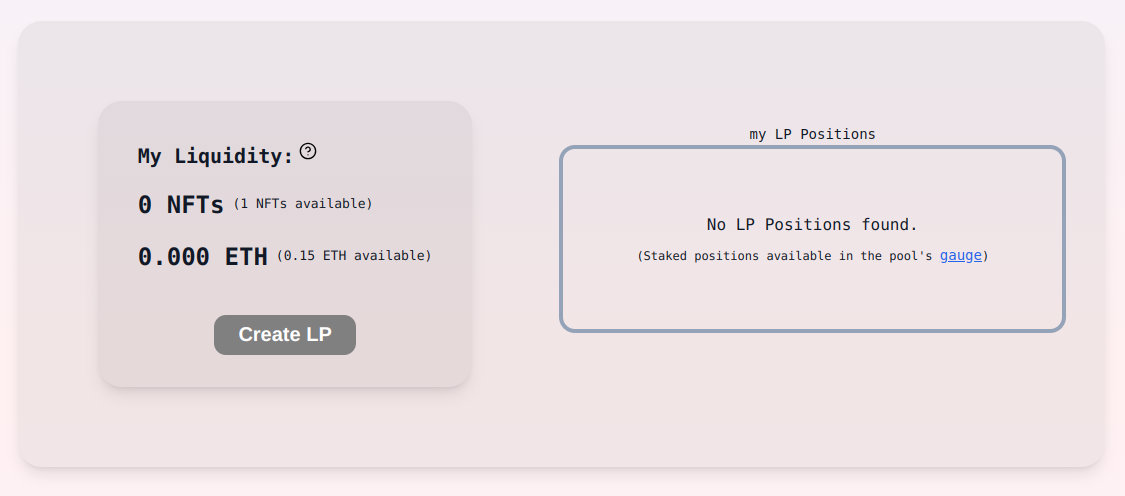 My Liquidity:
0 NFTs (1 NFTs available)
0.000 ETH (0.15 ETH available)
Create LP
my LP Positions
No LP Positions found.
(Staked positions available in the pool's gauge)